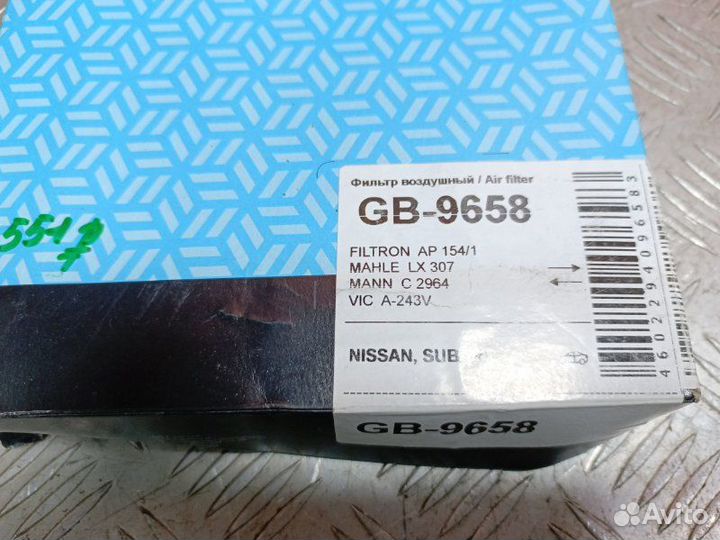 Фильтр воздушный / Air filter
GB-9658
FILTRON AP 154/1
MAHLE LX 307
MANN C 2964
VIC A-243V
NISSAN, SUB
GB-9658
4602294096583
Avito